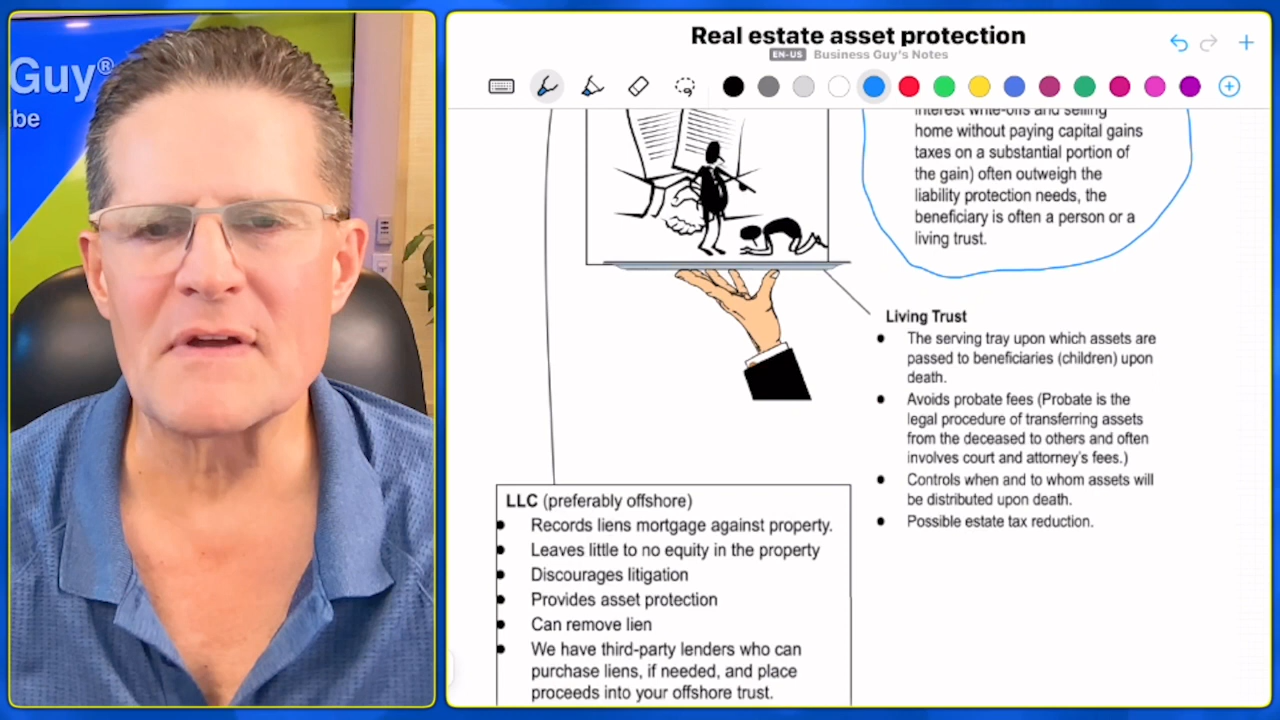 Guy®
be
Real estate asset protection
EN-US Business Guy's Notes
interest write-offs and selling
home without paying capital gains
taxes on a substantial portion of
the gain) often outweigh the
liability protection needs, the
beneficiary is often a person or a
living trust.
Living Trust
The serving tray upon which assets are
passed to beneficiaries (children) upon
death.
Avoids probate fees (Probate is the
legal procedure of transferring assets
from the deceased to others and often
involves court and attorney's fees.)
Controls when and to whom assets will
be distributed upon death.
Possible estate tax reduction.
LLC (preferably offshore)
Records liens mortgage against property.
Leaves little to no equity in the property
Discourages litigation
Provides asset protection
Can remove lien
We have third-party lenders who can
purchase liens, if needed, and place
proceeds into your offshore trust.